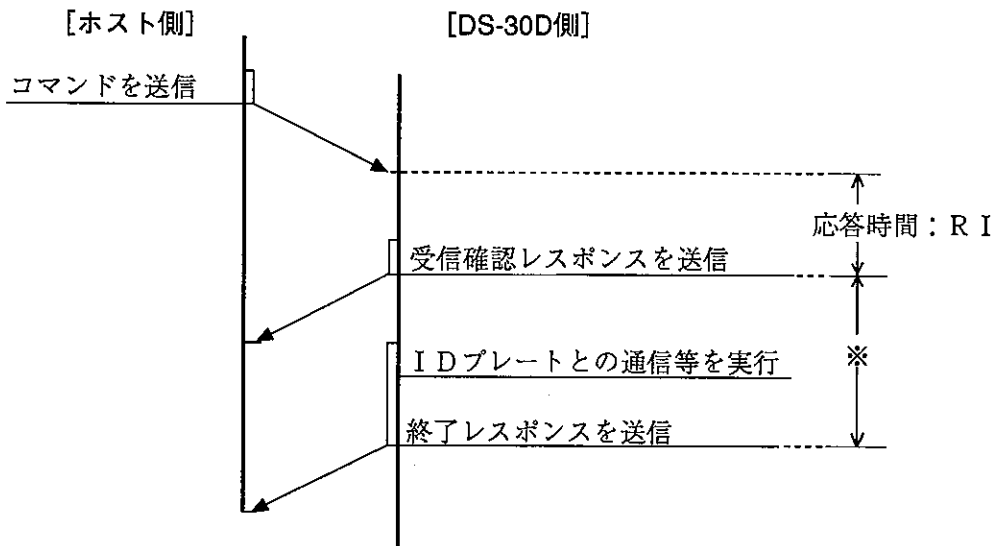 [ホスト側]
[DS-30D側]
コマンドを送信
応答時間：ＲＩ
受信確認レスポンスを送信
※
ＩＤプレートとの通信等を実行
終了レスポンスを送信